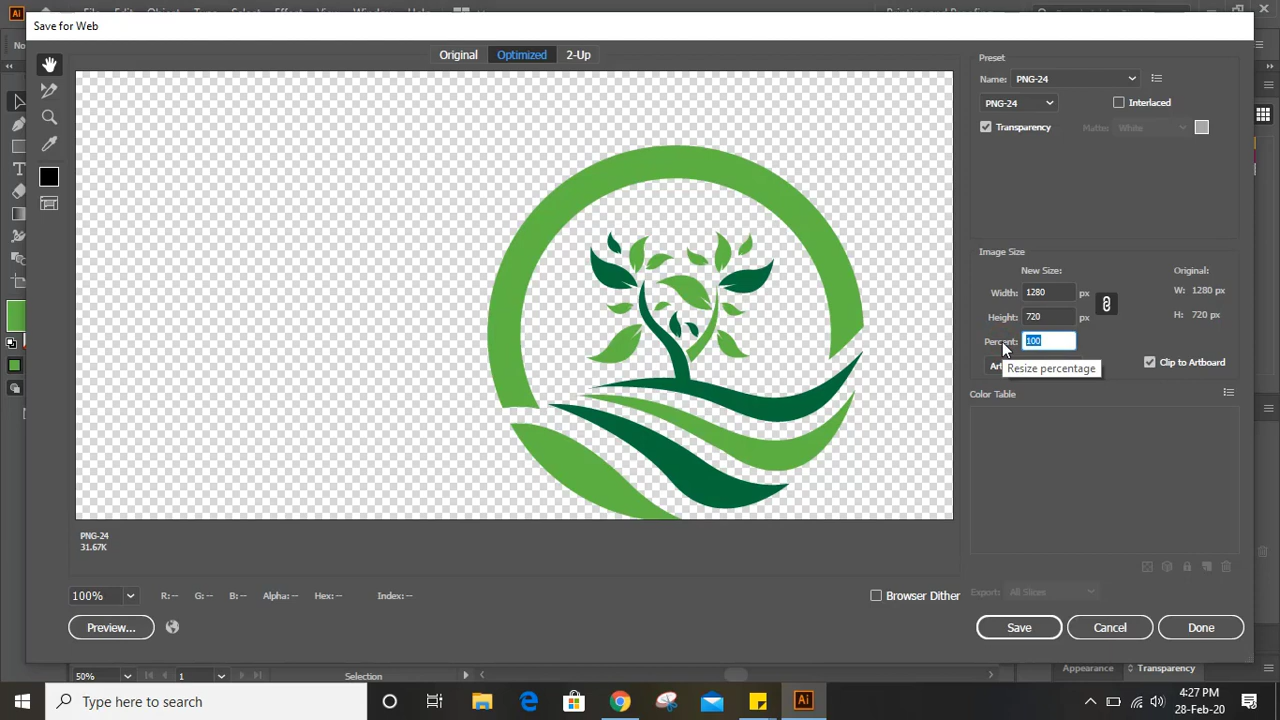 Save for Web
Original
Optimized
2-Up
Preset
Name: PNG-24
PNG-24
Interlaced
Transparency
Matte: White
Image Size
New Size:
Original:
Width: 1280 px
W: 1280 px
Height: 720 px
H: 720 px
Percent: 100
Resize percentage
Clip to Artboard
Color Table
PNG-24
31.67K
Export: All Slices
100%
R: --
G: --
B: --
Alpha: --
Hex: --
Index: --
Browser Dither
Preview...
Save
Cancel
Done
50%
1
Selection
Appearance
Transparency
Type here to search
Ai
4:27 PM
28-Feb-20